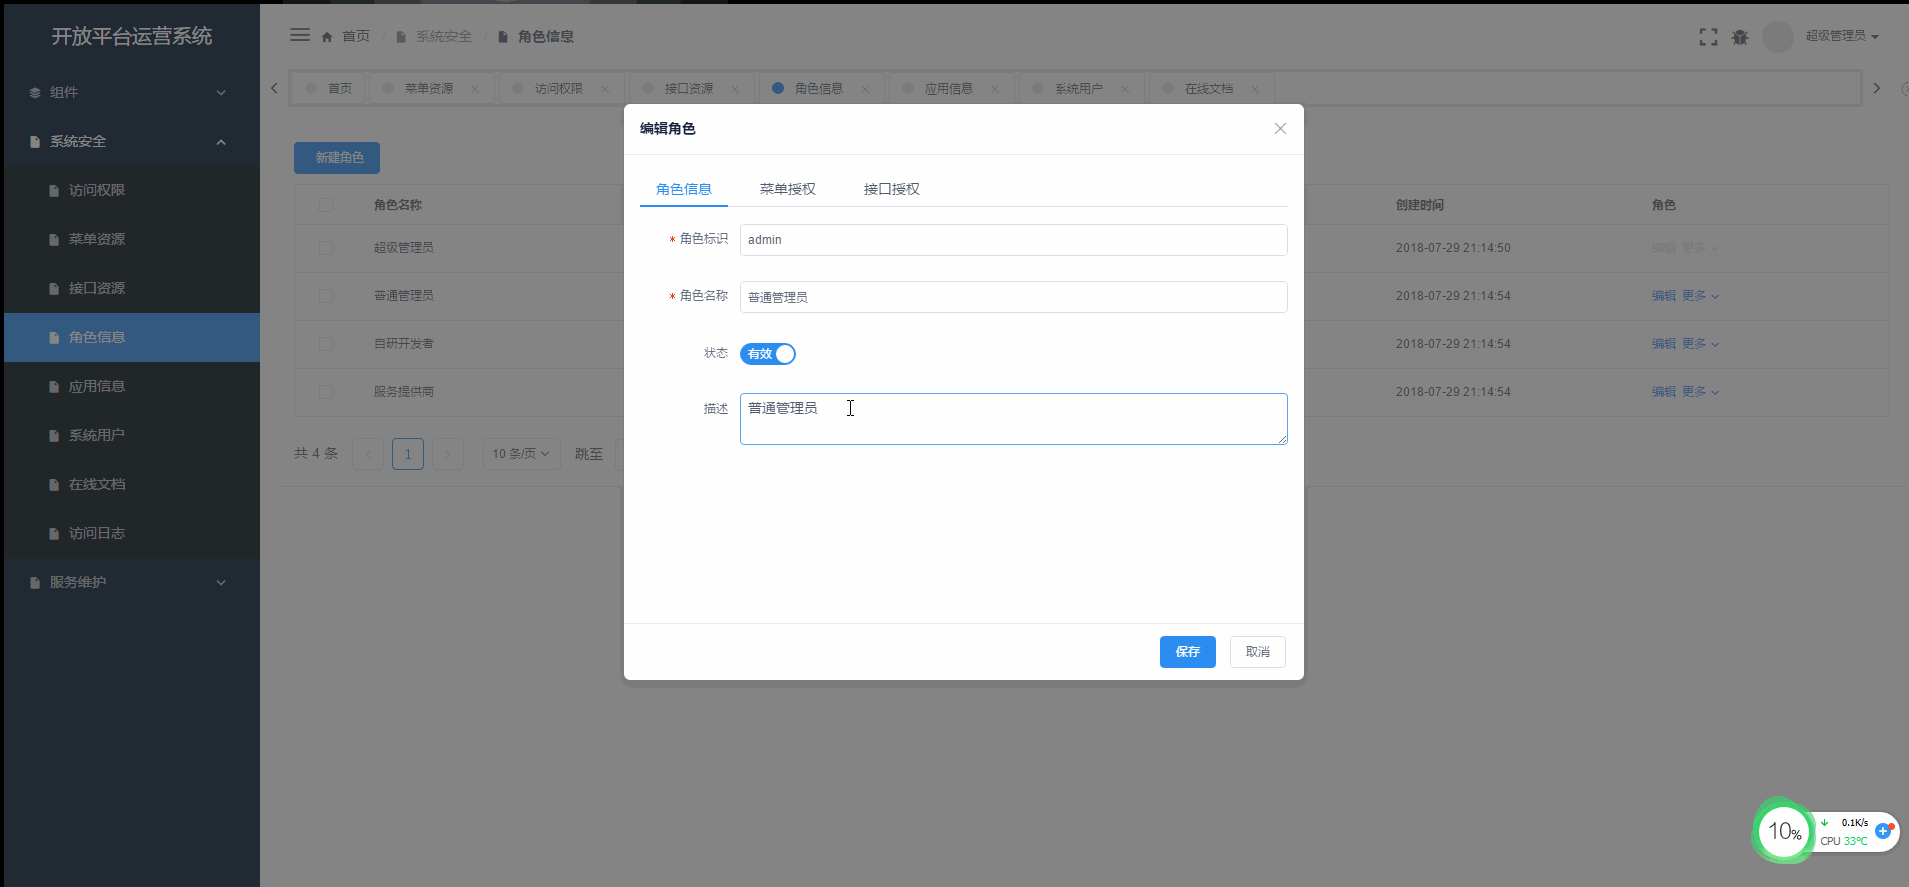 开放平台运营系统
组件
系统安全
访问权限
菜单资源
接口资源
角色信息
应用信息
系统用户
在线文档
访问日志
服务维护
首页 / 系统安全 / 角色信息
超级管理员
首页 菜单资源 访问权限 接口资源 角色信息 应用信息 系统用户 在线文档
新建角色
角色名称 创建时间 角色
超级管理员 2018-07-29 21:14:50 编辑 更多
普通管理员 2018-07-29 21:14:54 编辑 更多
自研开发者 2018-07-29 21:14:54 编辑 更多
服务提供商 2018-07-29 21:14:54 编辑 更多
共 4 条 1 10 条/页 跳至
编辑角色
角色信息 菜单授权 接口授权
* 角色标识 admin
* 角色名称 普通管理员
状态 有效
描述 普通管理员
保存 取消
10% 0.1K/s
CPU 33℃